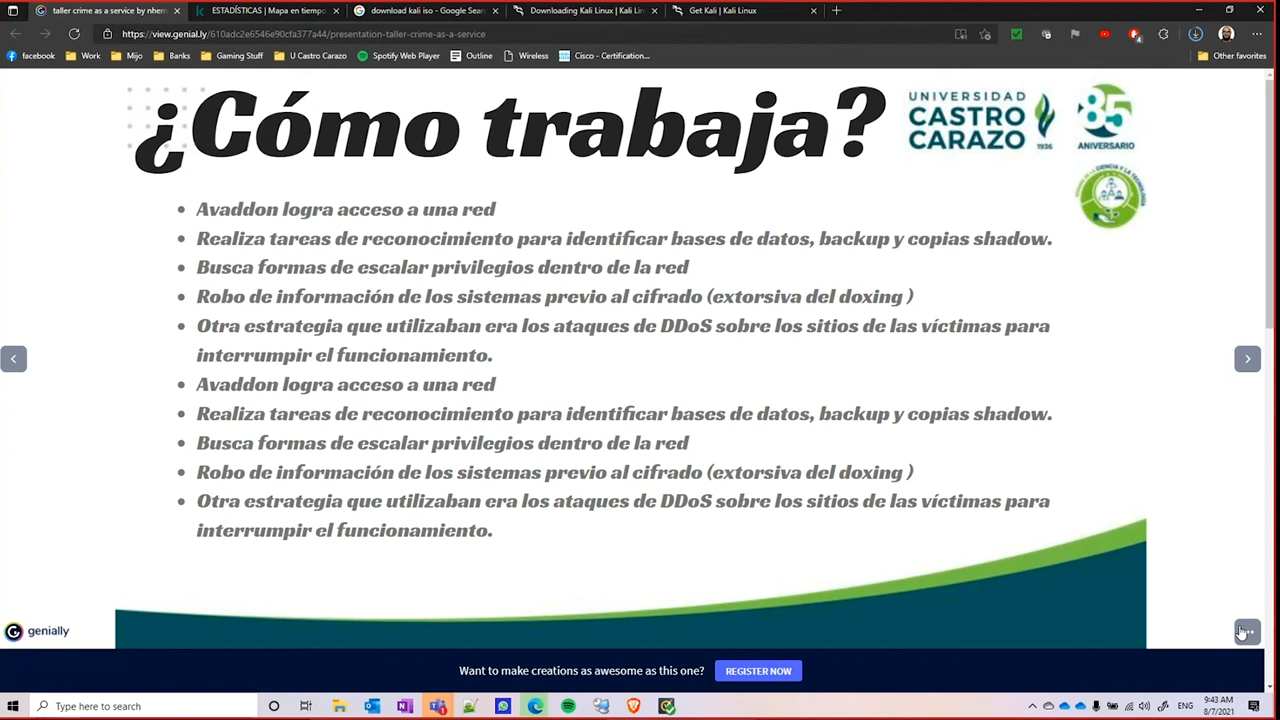 taller crime as a service by nhem
ESTADÍSTICAS | Mapa en tiempo
download kali iso - Google Sear
Downloading Kali Linux | Kali Lin
Get Kali | Kali Linux
https://view.genial.ly/610adc2e6546e90cfa377a44/presentation-taller-crime-as-a-service
facebook Work Mijo Banks Gaming Stuff U Castro Carazo Spotify Web Player Outline Wireless Cisco - Certification... Other favorites
¿Cómo trabaja?
UNIVERSIDAD
CASTRO
CARAZO
1936
85
ANIVERSARIO
• Avaddon logra acceso a una red
• Realiza tareas de reconocimiento para identificar bases de datos, backup y copias shadow.
• Busca formas de escalar privilegios dentro de la red
• Robo de información de los sistemas previo al cifrado (extorsiva del doxing )
• Otra estrategia que utilizaban era los ataques de DDoS sobre los sitios de las víctimas para
interrumpir el funcionamiento.
• Avaddon logra acceso a una red
• Realiza tareas de reconocimiento para identificar bases de datos, backup y copias shadow.
• Busca formas de escalar privilegios dentro de la red
• Robo de información de los sistemas previo al cifrado (extorsiva del doxing )
• Otra estrategia que utilizaban era los ataques de DDoS sobre los sitios de las víctimas para
interrumpir el funcionamiento.
genially
Want to make creations as awesome as this one? REGISTER NOW
Type here to search
ENG
9:43 AM
8/7/2021